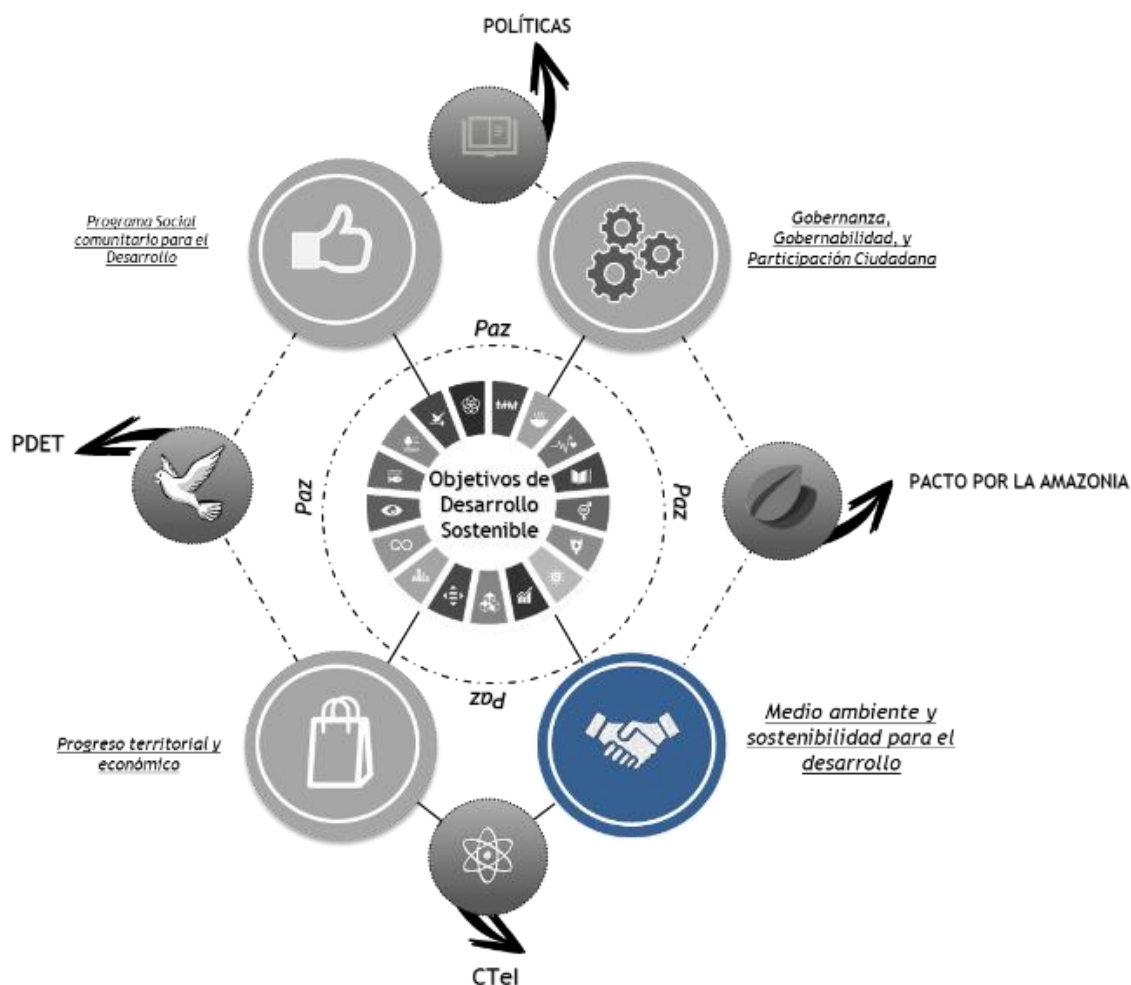 POLÍTICAS
Programa Social
comunitario para el
Desarrollo
Gobernanza,
Gobernabilidad, y
Participación Ciudadana
Paz
PDET
Paz
Objetivos de
Desarrollo
Sostenible
Paz
PACTO POR LA AMAZONIA
Paz
Progreso territorial y
económico
Medio ambiente y
sostenibilidad para el
desarrollo
CTeI